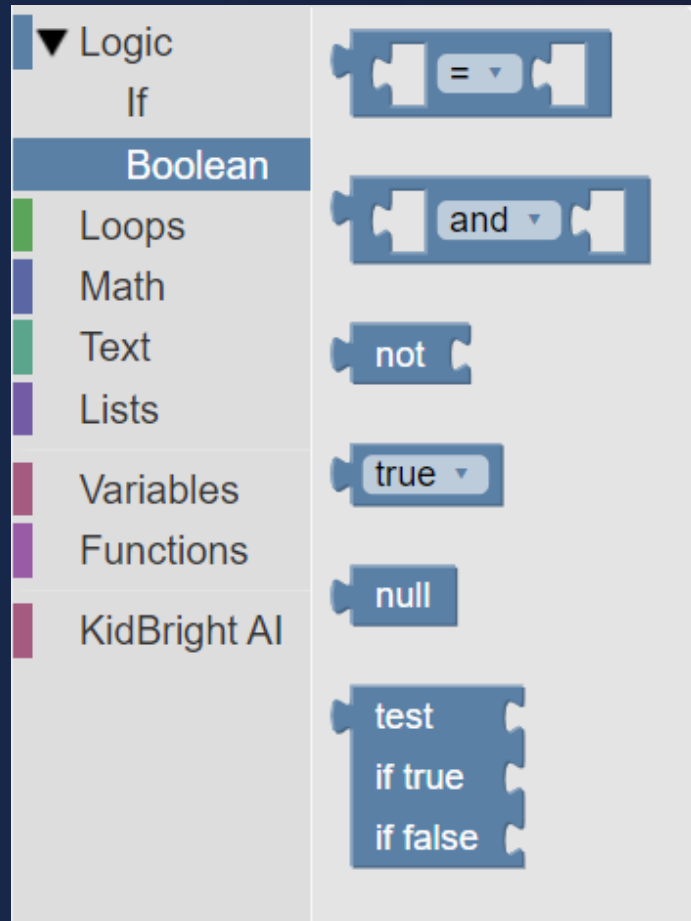 Logic
If
Boolean
Loops
Math
Text
Lists
Variables
Functions
KidBright AI
=
and
not
true
null
test
if true
if false